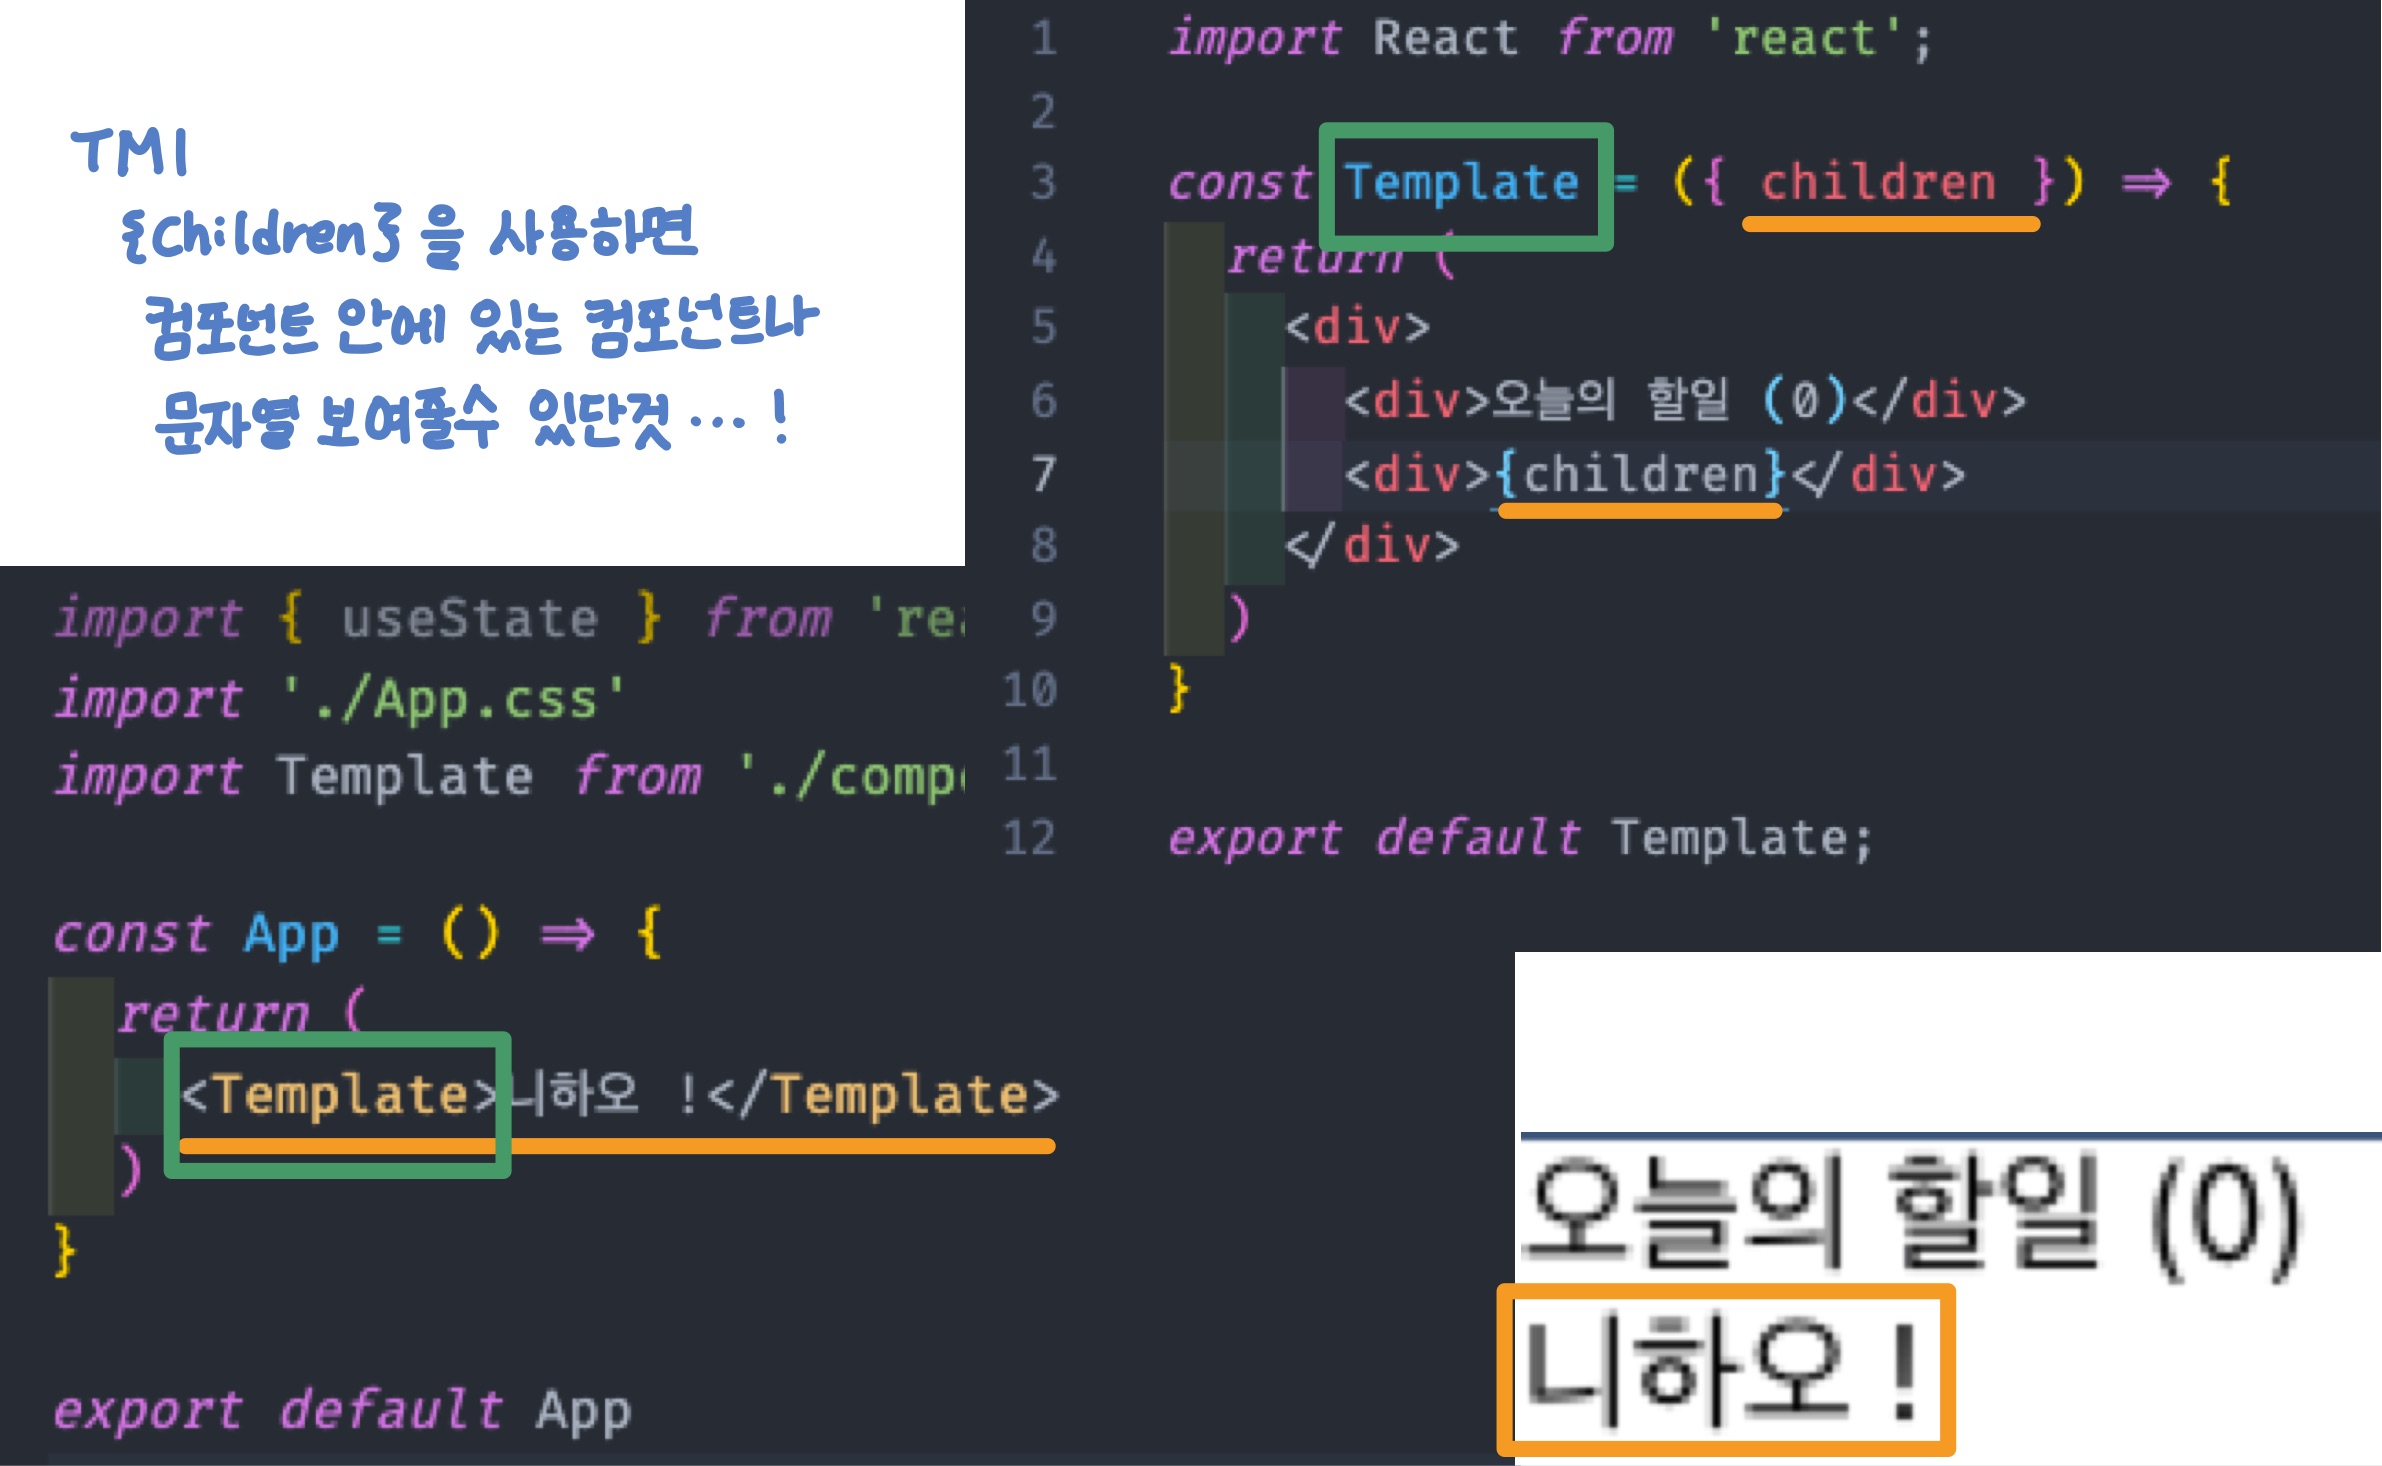 TMI
{Children}을 사용하면
컴포넌트 안에 있는 컴포넌트나
문자열 보여줄수 있단것 ... !
1 import React from 'react';
2
3 const Template = ({ children }) => {
4 return (
5 <div>
6 <div>오늘의 할일 (0)</div>
7 <div>{children}</div>
8 </div>
9 )
10 }
11
12 export default Template;
import { useState } from 'rea
import './App.css'
import Template from './comp
const App = () => {
return (
<Template>니하오 !</Template>
)
}
export default App
오늘의 할일 (0)
니하오 !